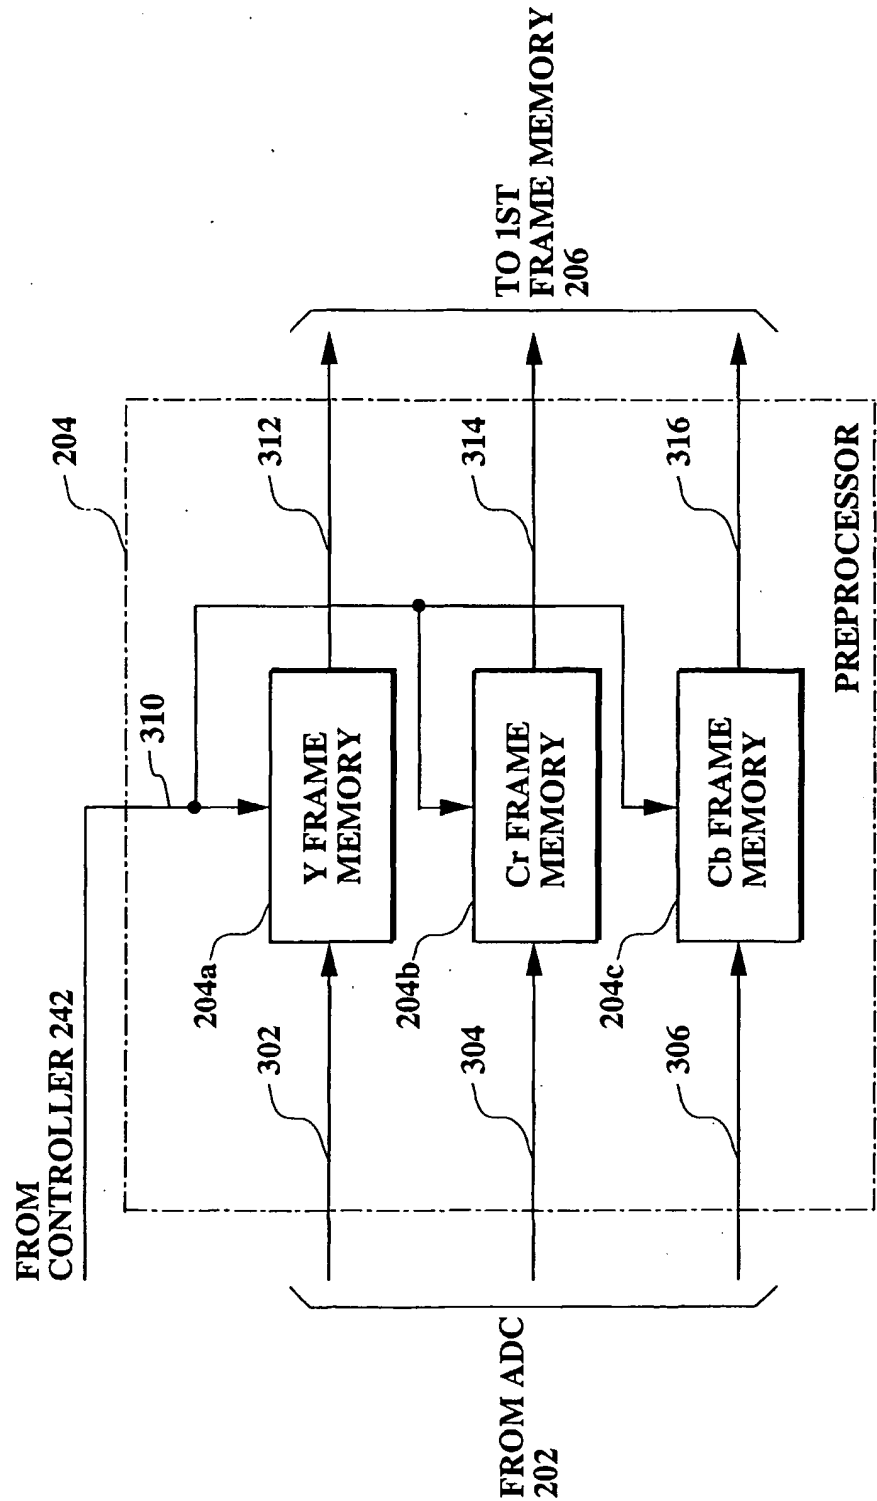 FROM
CONTROLLER 242
204
310
204a
302
312
Y FRAME
MEMORY
204b
304
314
Cr FRAME
MEMORY
204c
306
316
Cb FRAME
MEMORY
PREPROCESSOR
FROM ADC
202
TO 1ST
FRAME MEMORY
206